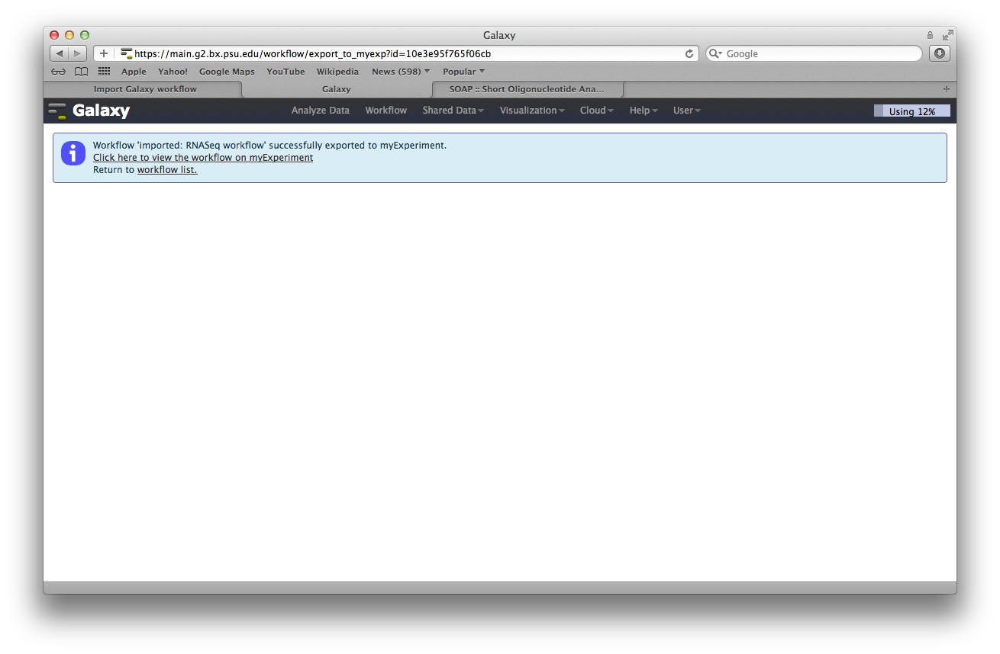 Galaxy
https://main.g2.bx.psu.edu/workflow/export_to_myexp?id=10e3e95f765f06cb
Google
Apple Yahoo! Google Maps YouTube Wikipedia News (598) Popular
Import Galaxy workflow Galaxy SOAP :: Short Oligonucleotide Ana...
Galaxy Analyze Data Workflow Shared Data Visualization Cloud Help User Using 12%
Workflow 'imported: RNASeq workflow' successfully exported to myExperiment.
Click here to view the workflow on myExperiment
Return to workflow list.